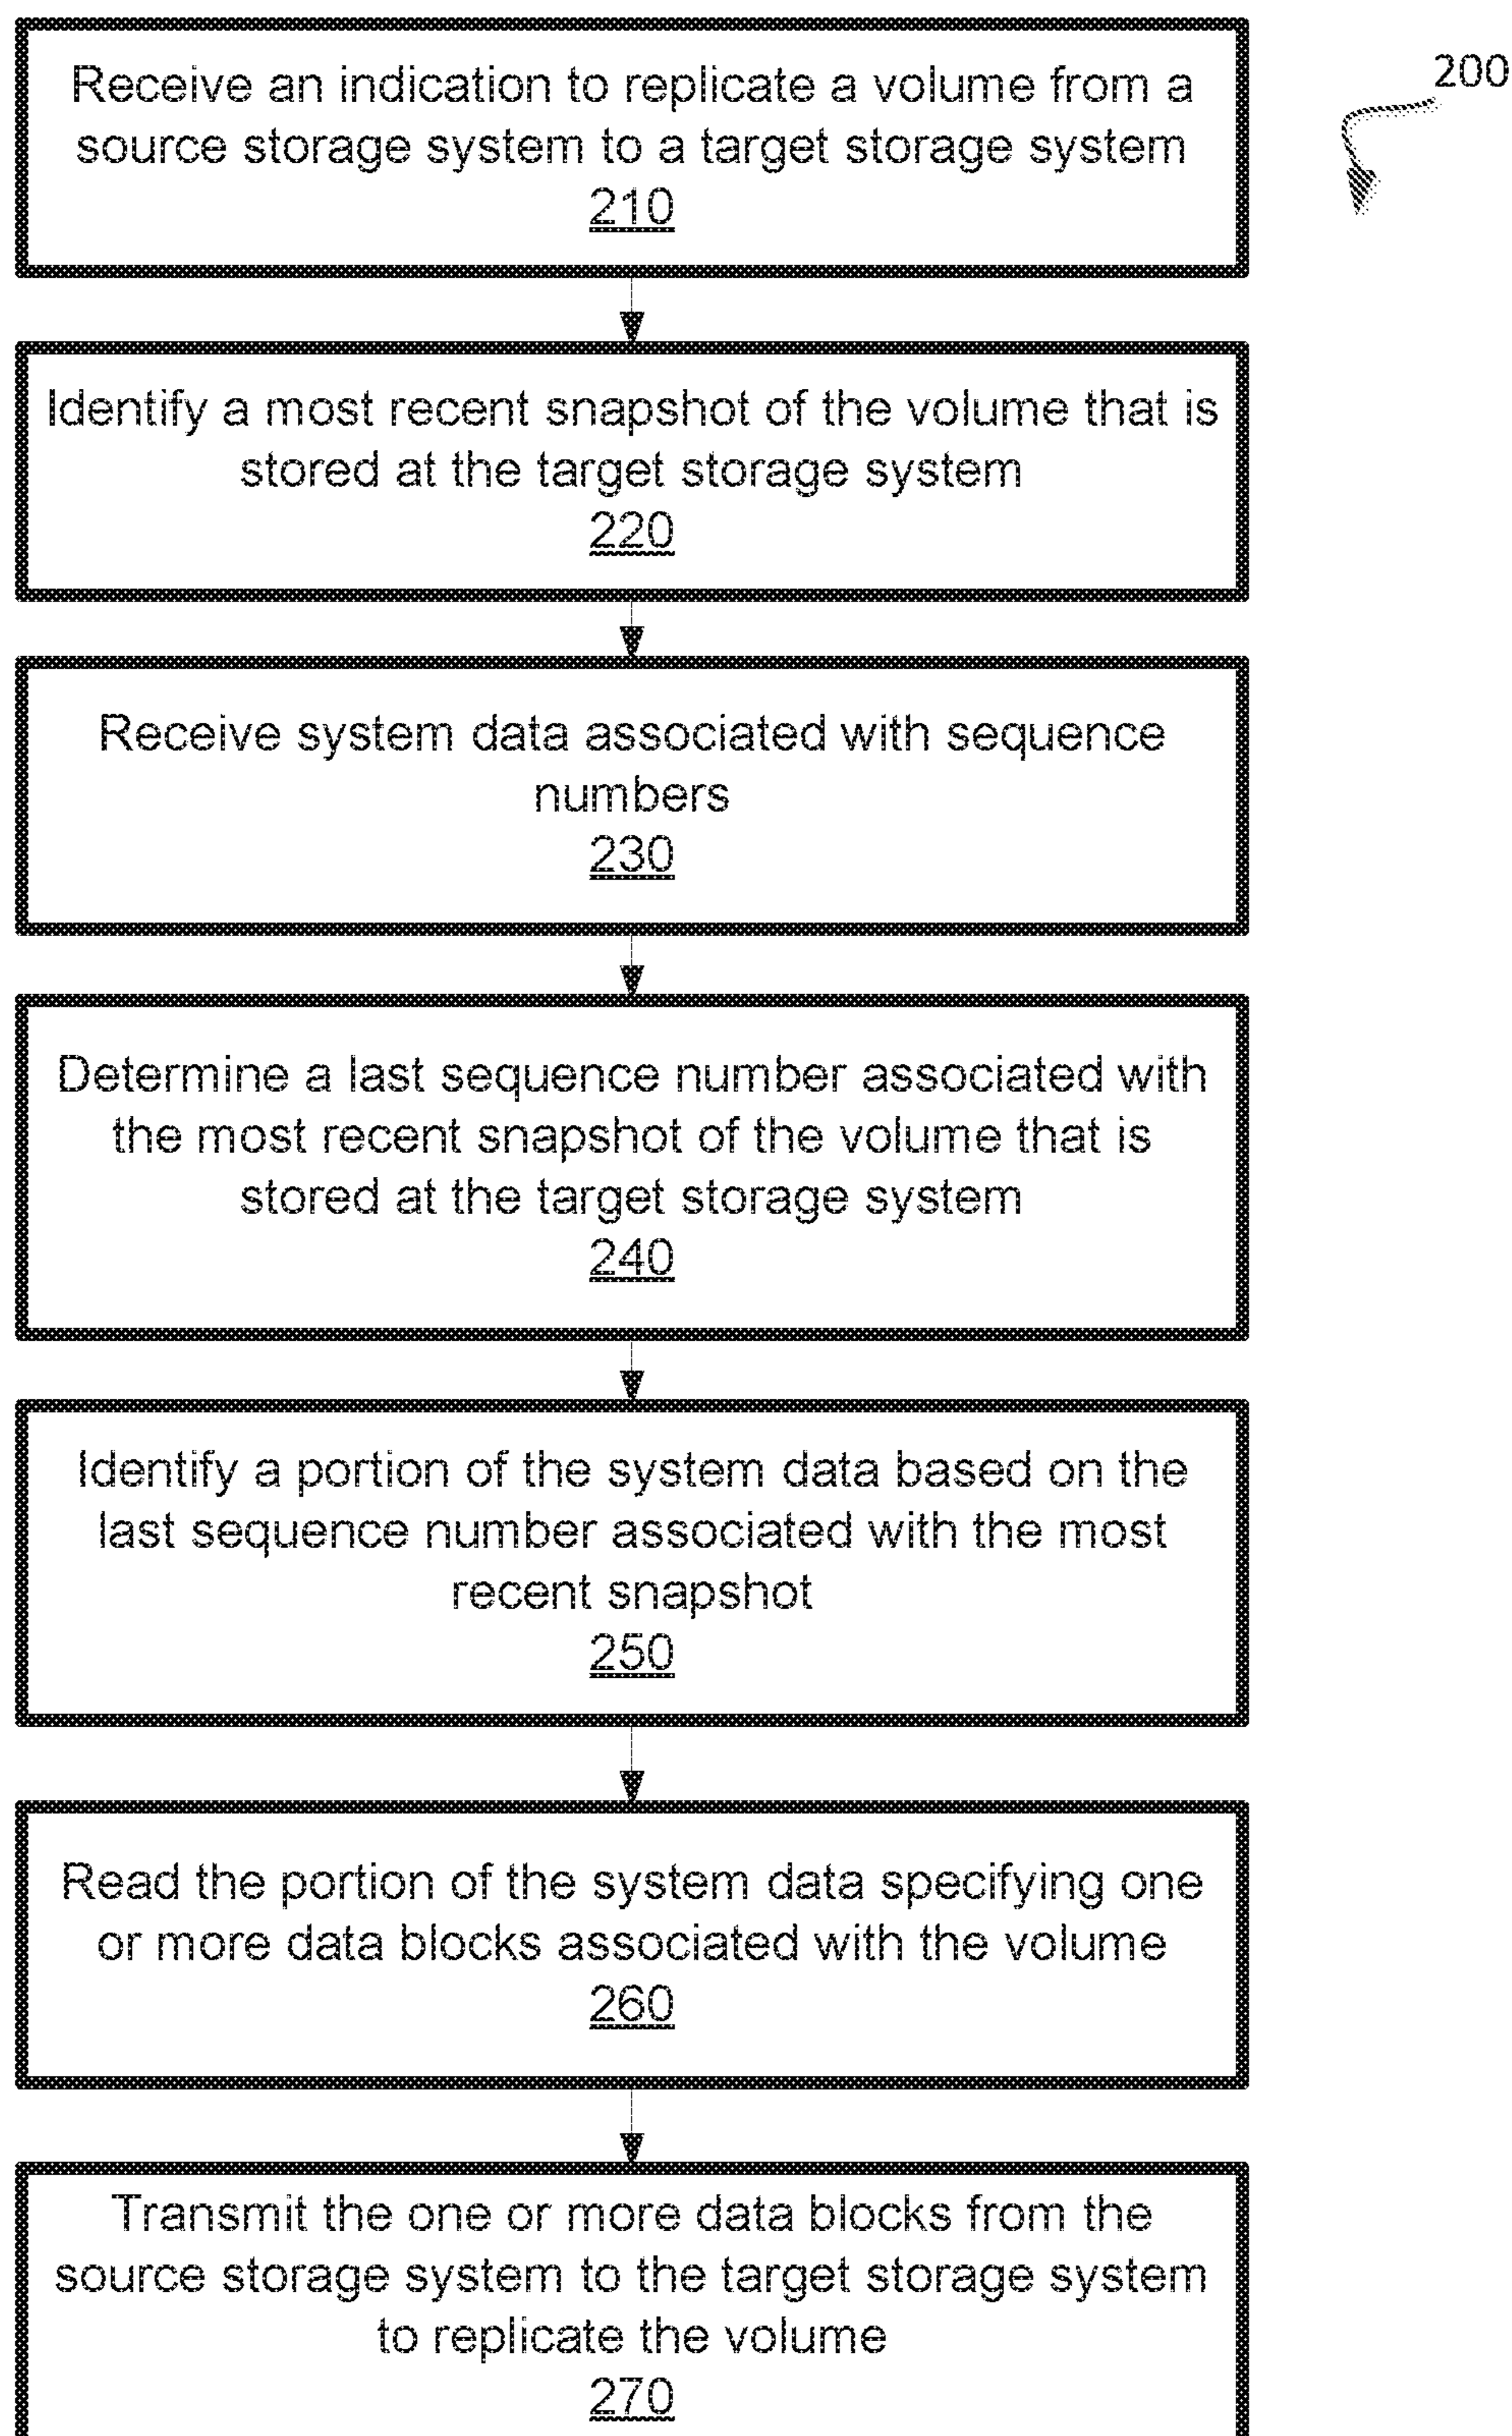 200
Receive an indication to replicate a volume from a
source storage system to a target storage system
210
Identify a most recent snapshot of the volume that is
stored at the target storage system
220
Receive system data associated with sequence
numbers
230
Determine a last sequence number associated with
the most recent snapshot of the volume that is
stored at the target storage system
240
Identify a portion of the system data based on the
last sequence number associated with the most
recent snapshot
250
Read the portion of the system data specifying one
or more data blocks associated with the volume
260
Transmit the one or more data blocks from the
source storage system to the target storage system
to replicate the volume
270